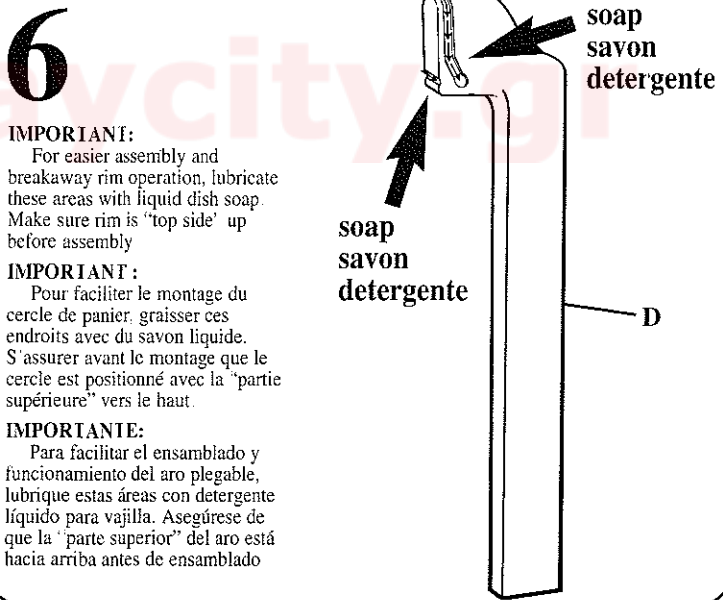 6
IMPORTANT:
For easier assembly and
breakaway rim operation, lubricate
these areas with liquid dish soap.
Make sure rim is "top side' up
before assembly
IMPORTANT:
Pour faciliter le montage du
cercle de panier, graisser ces
endroits avec du savon liquide.
S'assurer avant le montage que le
cercle est positionné avec la "partie
supérieure" vers le haut.
IMPORTANTE:
Para facilitar el ensamblado y
funcionamiento del aro plegable,
lubrique estas áreas con detergente
líquido para vajilla. Asegúrese de
que la "parte superior" del aro está
hacia arriba antes de ensamblado
soap
savon
detergente
soap
savon
detergente
D
aycity.gr